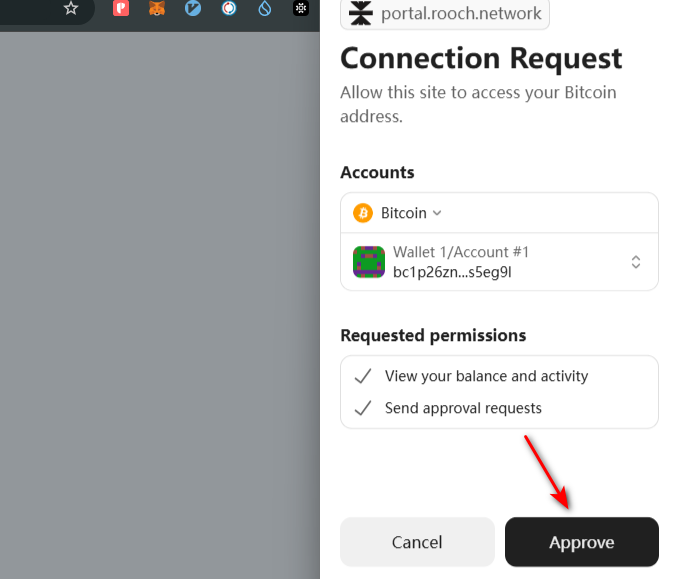 portal.rooch.network
Connection Request
Allow this site to access your Bitcoin
address.
Accounts
Bitcoin
Wallet 1/Account #1
bc1p26zn...s5eg9l
Requested permissions
View your balance and activity
Send approval requests
Cancel
Approve